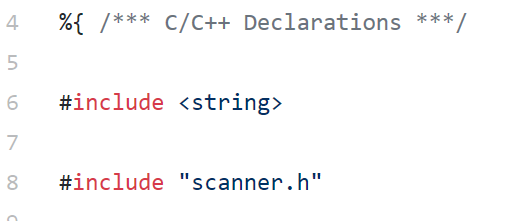 4 %{ /*** C/C++ Declarations ***/
5
6 #include <string>
7
8 #include "scanner.h"